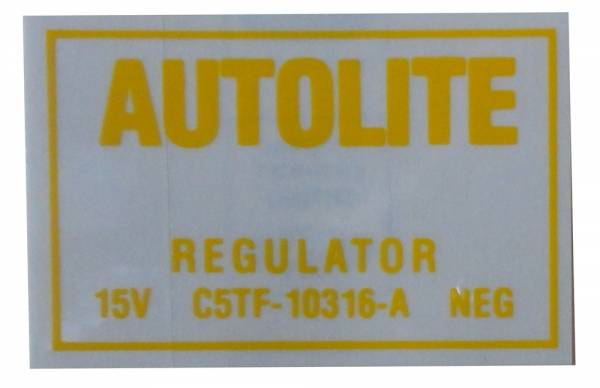 AUTOLITE
REGULATOR
15V C5TF-10316-A NEG